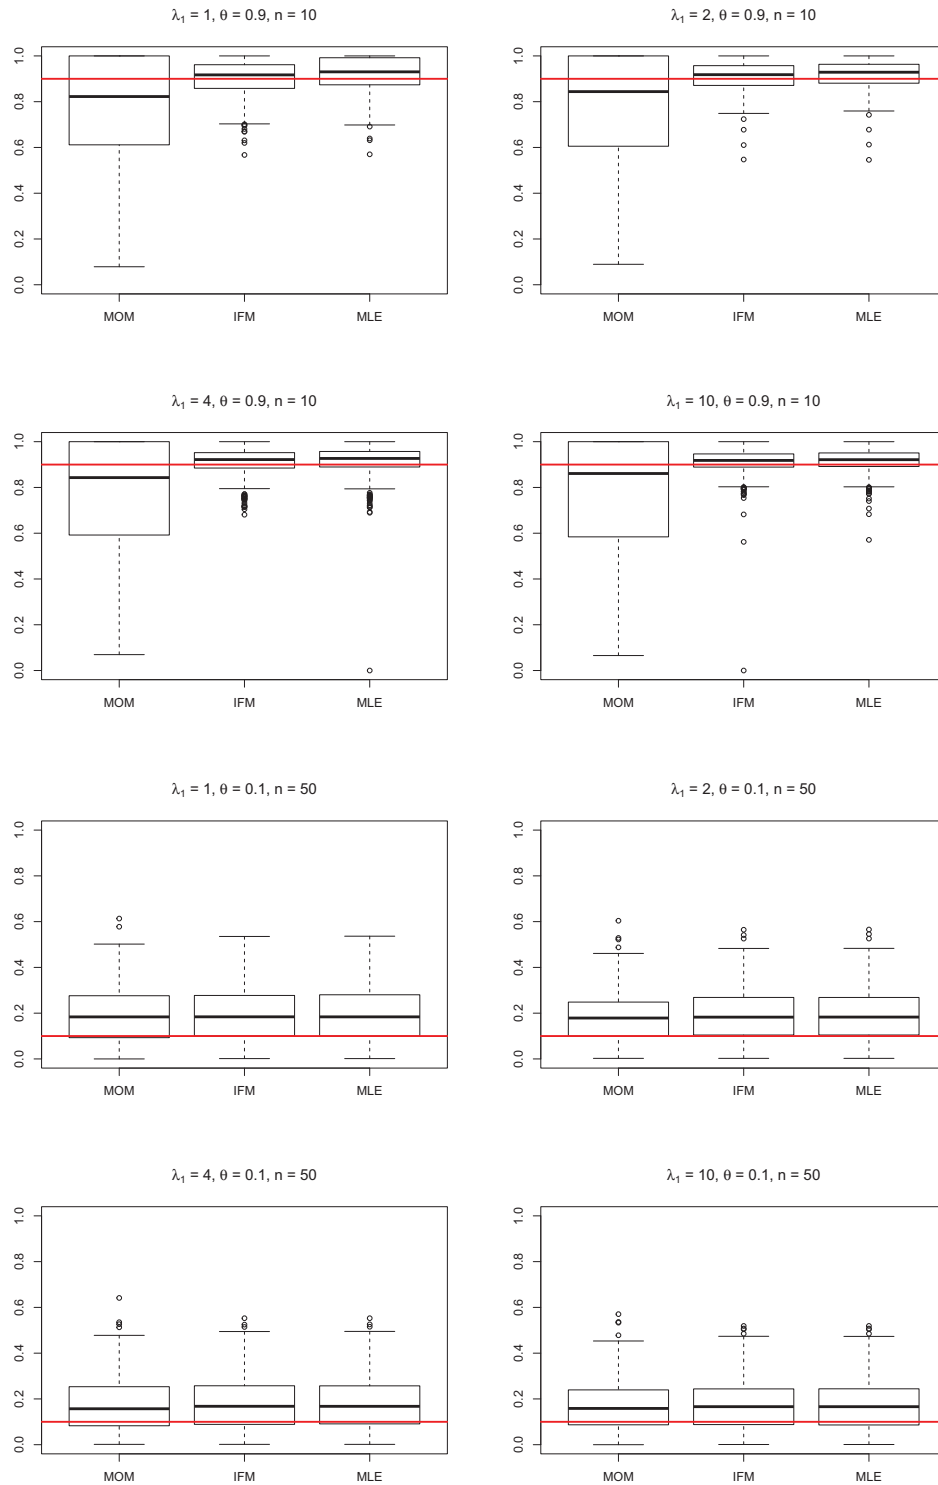 λ1 = 1, θ = 0.9, n = 10
0.0 0.2 0.4 0.6 0.8 1.0
MOM IFM MLE
λ1 = 2, θ = 0.9, n = 10
0.0 0.2 0.4 0.6 0.8 1.0
MOM IFM MLE
λ1 = 4, θ = 0.9, n = 10
0.0 0.2 0.4 0.6 0.8 1.0
MOM IFM MLE
λ1 = 10, θ = 0.9, n = 10
0.0 0.2 0.4 0.6 0.8 1.0
MOM IFM MLE
λ1 = 1, θ = 0.1, n = 50
0.0 0.2 0.4 0.6 0.8 1.0
MOM IFM MLE
λ1 = 2, θ = 0.1, n = 50
0.0 0.2 0.4 0.6 0.8 1.0
MOM IFM MLE
λ1 = 4, θ = 0.1, n = 50
0.0 0.2 0.4 0.6 0.8 1.0
MOM IFM MLE
λ1 = 10, θ = 0.1, n = 50
0.0 0.2 0.4 0.6 0.8 1.0
MOM IFM MLE